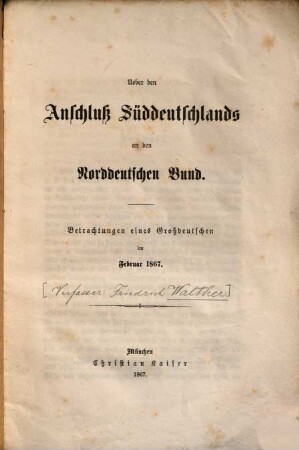 Ueber den
Anschluß Süddeutschlands
an den
Norddeutschen Bund.
Betrachtungen eines Großdeutschen
im
Februar 1867.
[Verfasser Friedrich Walther]
München
Christian Kaiser
1867.